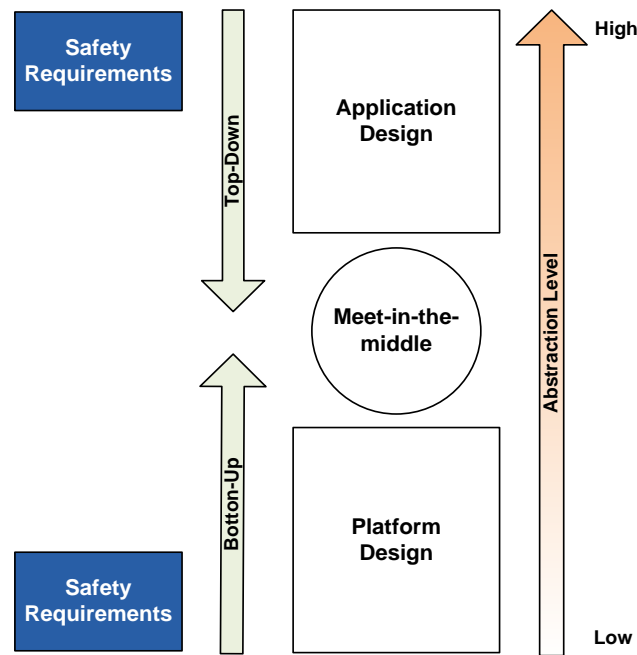 Safety
Requirements
Top-Down
Application
Design
High
Meet-in-the-
middle
Abstraction Level
Botton-Up
Platform
Design
Safety
Requirements
Low